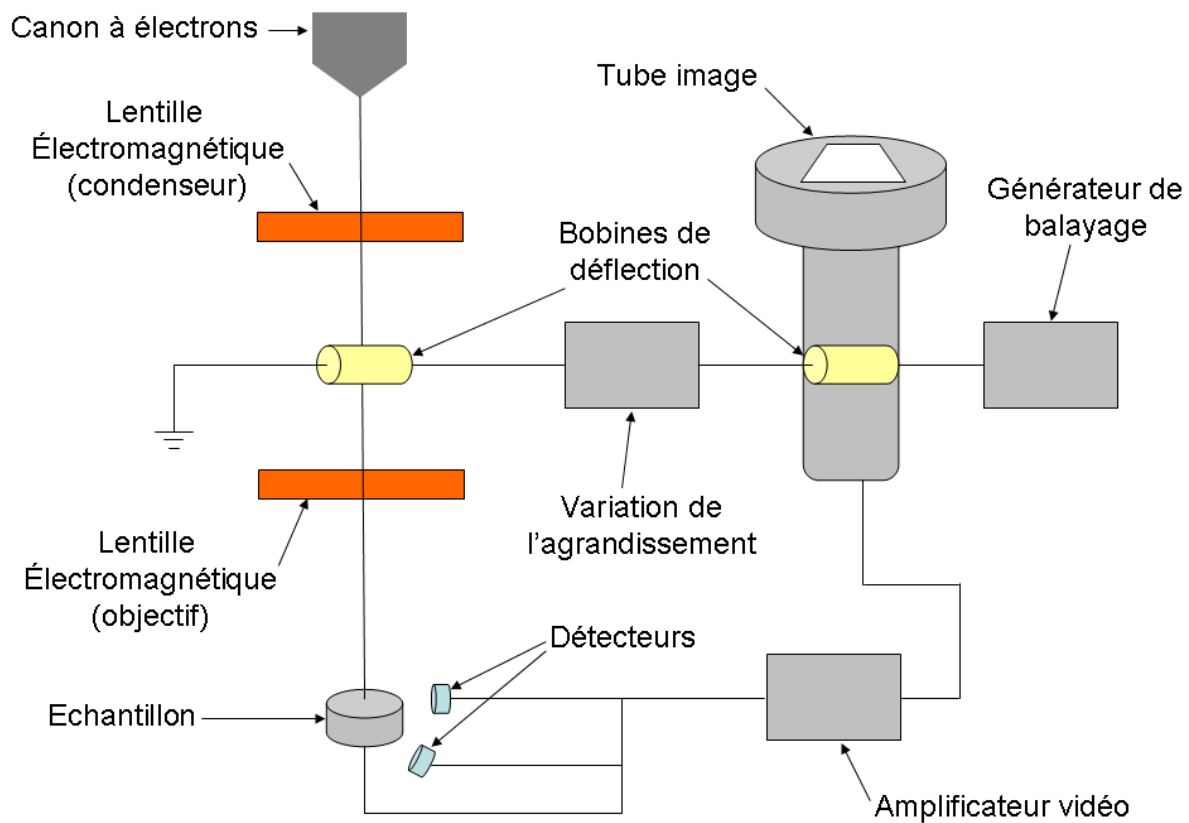 Canon à électrons
Tube image
Lentille
Électromagnétique
(condenseur)
Générateur de
balayage
Bobines de
déflection
Variation de
l'agrandissement
Lentille
Électromagnétique
(objectif)
Détecteurs
Echantillon
Amplificateur vidéo